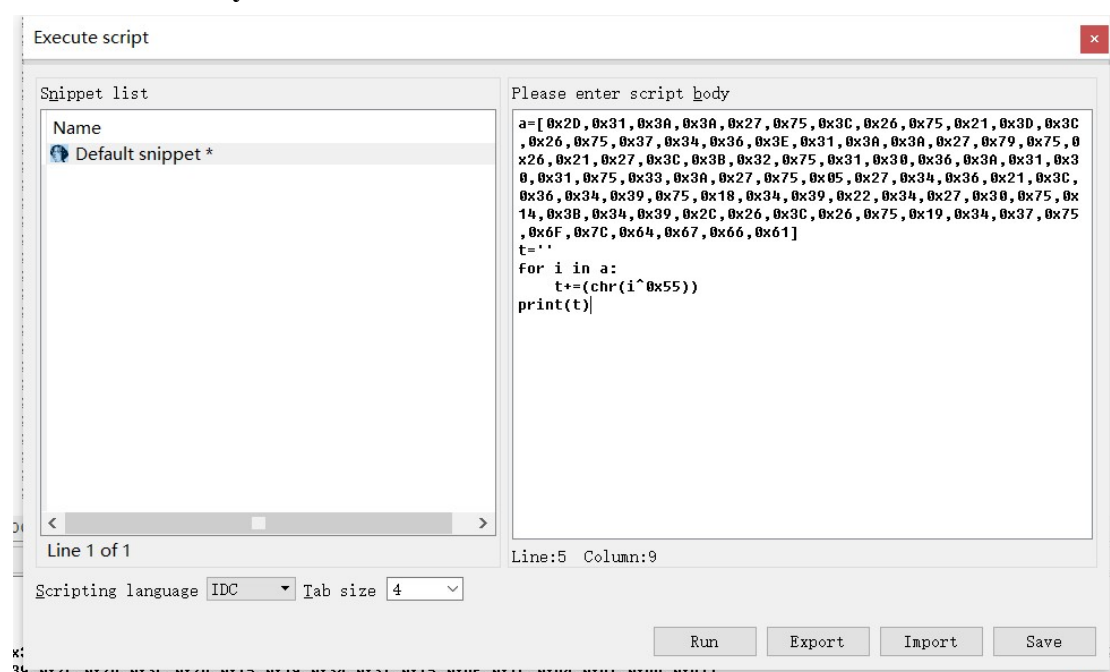 Execute script
Snippet list
Name
Default snippet *
Line 1 of 1
Please enter script body
a=[0x2D,0x31,0x3A,0x3A,0x27,0x75,0x3C,0x26,0x75,0x21,0x3D,0x3C
,0x26,0x75,0x37,0x34,0x36,0x3E,0x31,0x3A,0x3A,0x27,0x79,0x75,0
x26,0x21,0x27,0x3C,0x3B,0x32,0x75,0x31,0x30,0x36,0x3A,0x31,0x3
0,0x31,0x75,0x33,0x3A,0x27,0x75,0x05,0x27,0x34,0x36,0x21,0x3C,
0x36,0x34,0x39,0x75,0x18,0x34,0x39,0x22,0x34,0x27,0x30,0x75,0x
14,0x3B,0x34,0x39,0x2C,0x26,0x3C,0x26,0x75,0x19,0x34,0x37,0x75
,0x6F,0x7C,0x64,0x67,0x66,0x61]
t=''
for i in a:
    t+=(chr(i^0x55))
print(t)
Line:5 Column:9
Scripting language IDC Tab size 4
Run Export Import Save